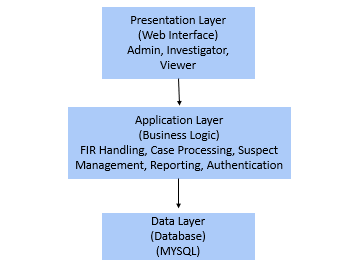 Presentation Layer
(Web Interface)
Admin, Investigator,
Viewer
Application Layer
(Business Logic)
FIR Handling, Case Processing, Suspect
Management, Reporting, Authentication
Data Layer
(Database)
(MYSQL)